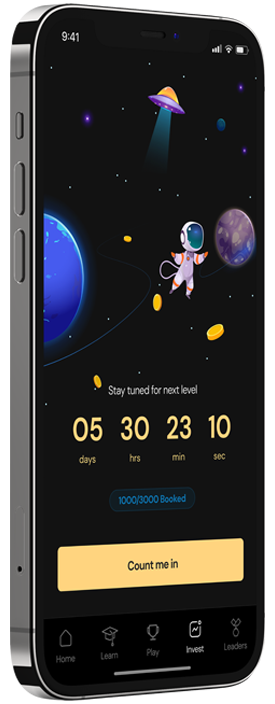 9:41
Stay tuned for next level
05 30 23 10
days hrs min sec
1000/3000 Booked
Count me in
Home Learn Play Invest Leaders